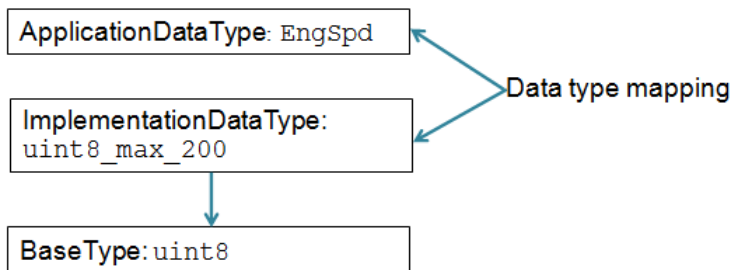 ApplicationDataType: EngSpd
Data type mapping
ImplementationDataType:
uint8_max_200
BaseType: uint8